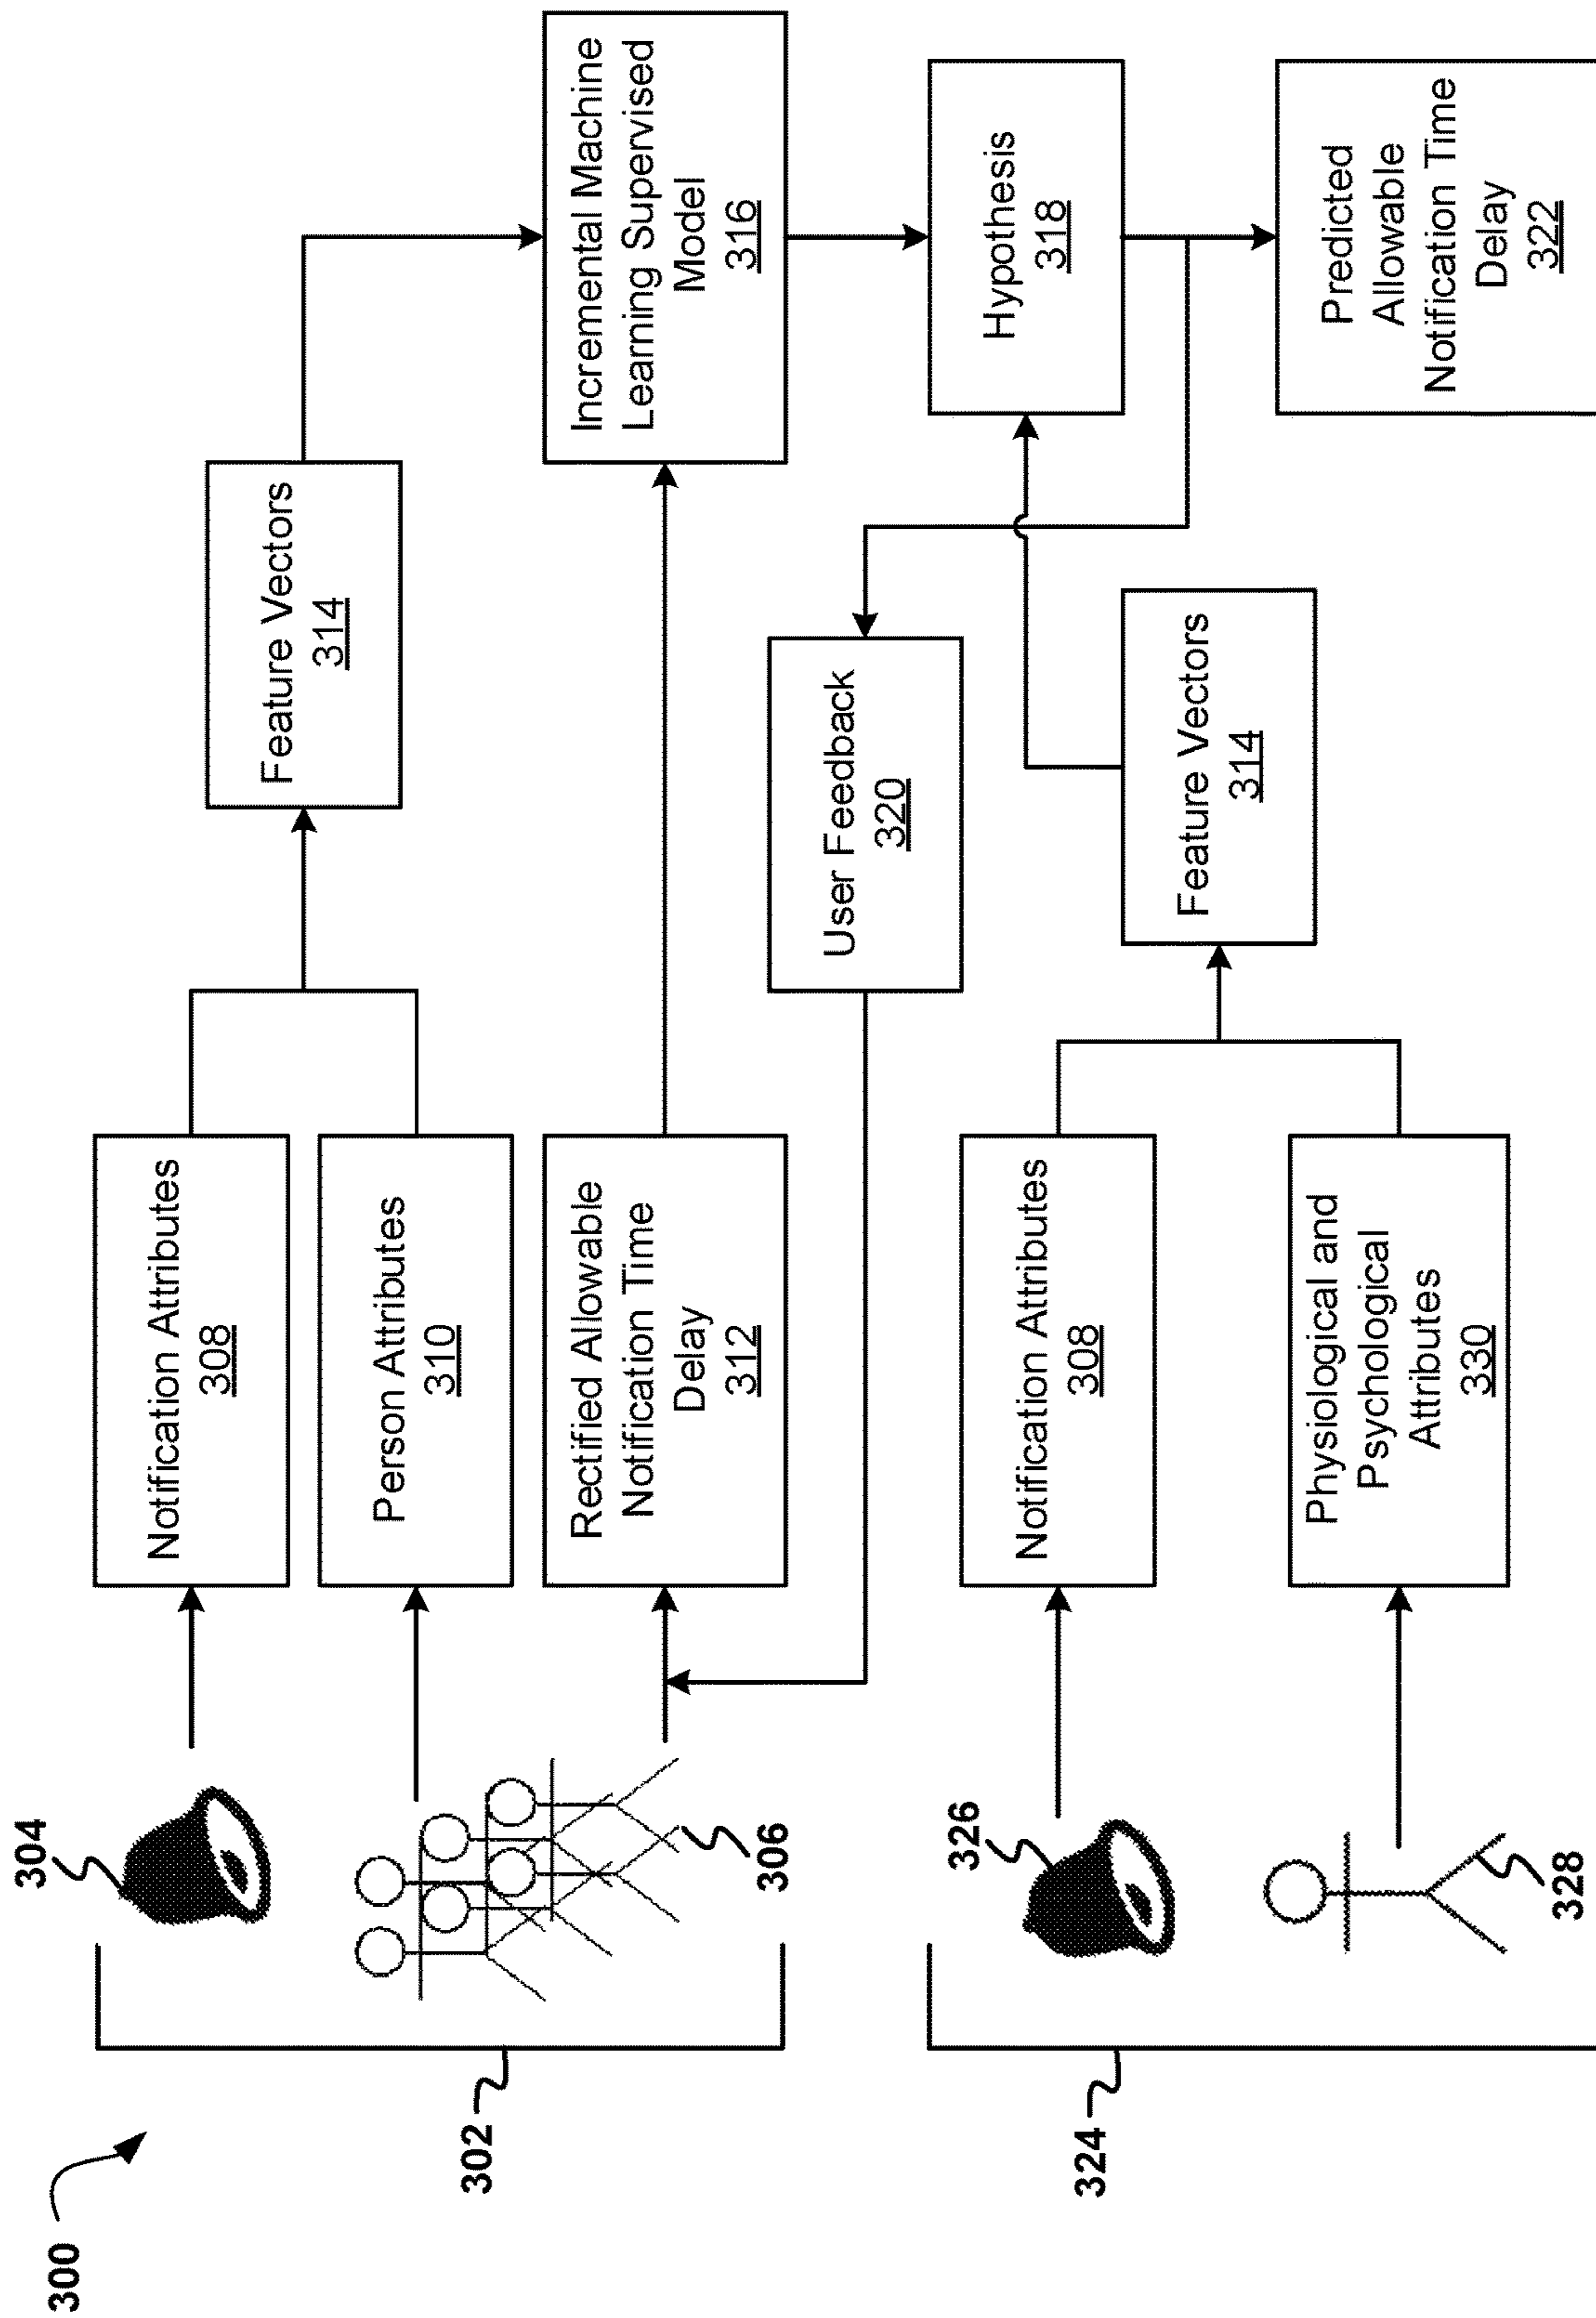 300
302
304
Notification Attributes
308
Person Attributes
310
306
Rectified Allowable
Notification Time
Delay
312
Feature Vectors
314
Incremental Machine
Learning Supervised
Model
316
User Feedback
320
Hypothesis
318
324
326
Notification Attributes
308
328
Physiological and
Psychological
Attributes
330
Feature Vectors
314
Predicted
Allowable
Notification Time
Delay
322